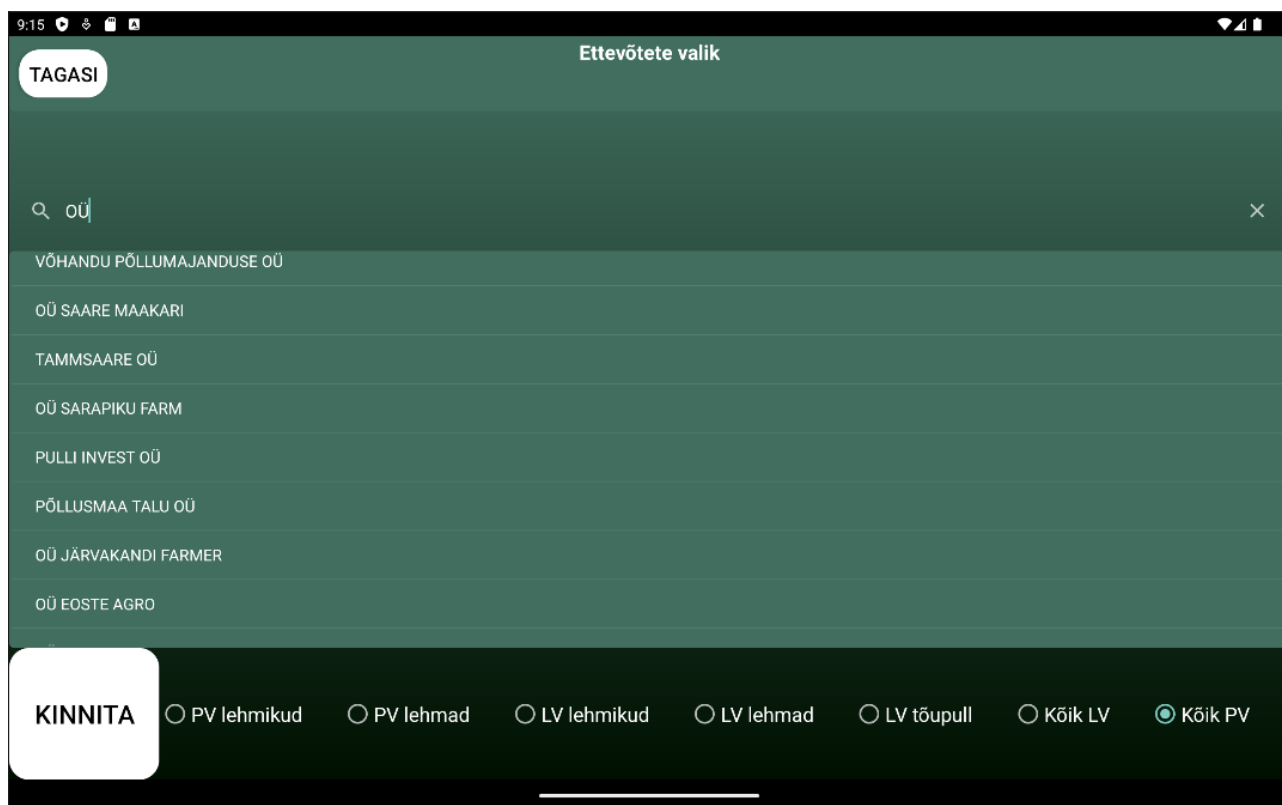 9:15
Ettevõtete valik
TAGASI
OÜ
VÕHANDU PÕLLUMAJANDUSE OÜ
OÜ SAARE MAAKARI
TAMMSAARE OÜ
OÜ SARAPIKU FARM
PULLI INVEST OÜ
PÕLLUSMAA TALU OÜ
OÜ JÄRVAKANDI FARMER
OÜ EOSTE AGRO
KINNITA PV lehmikud PV lehmad LV lehmikud LV lehmad LV tõupull Kõik LV Kõik PV